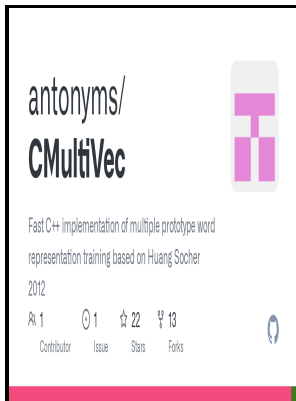 antonyms/
CMultiVec
Fast C++ implementation of multiple prototype word
representation training based on Huang Socher
2012
1 1 22 13
Contributor Issue Stars Forks